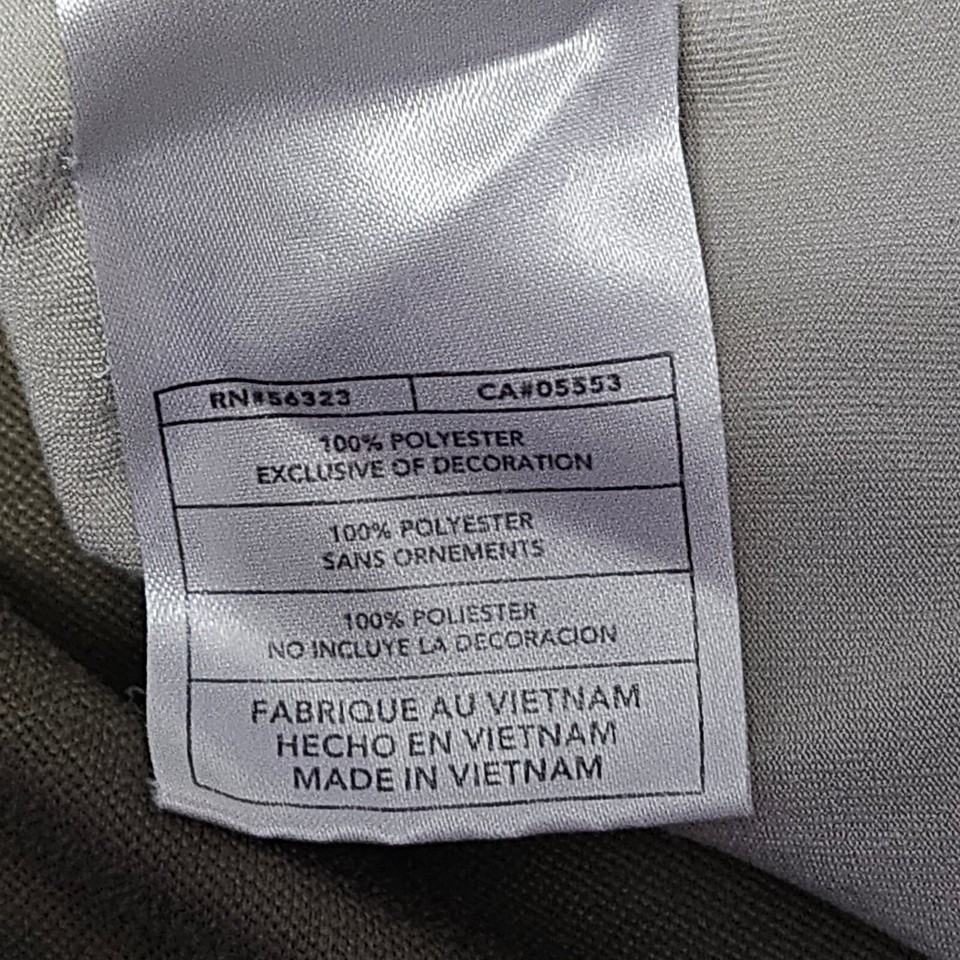 RN#56323 CA#05553
100% POLYESTER
EXCLUSIVE OF DECORATION
100% POLYESTER
SANS ORNEMENTS
100% POLIESTER
NO INCLUYE LA DECORACION
FABRIQUE AU VIETNAM
HECHO EN VIETNAM
MADE IN VIETNAM